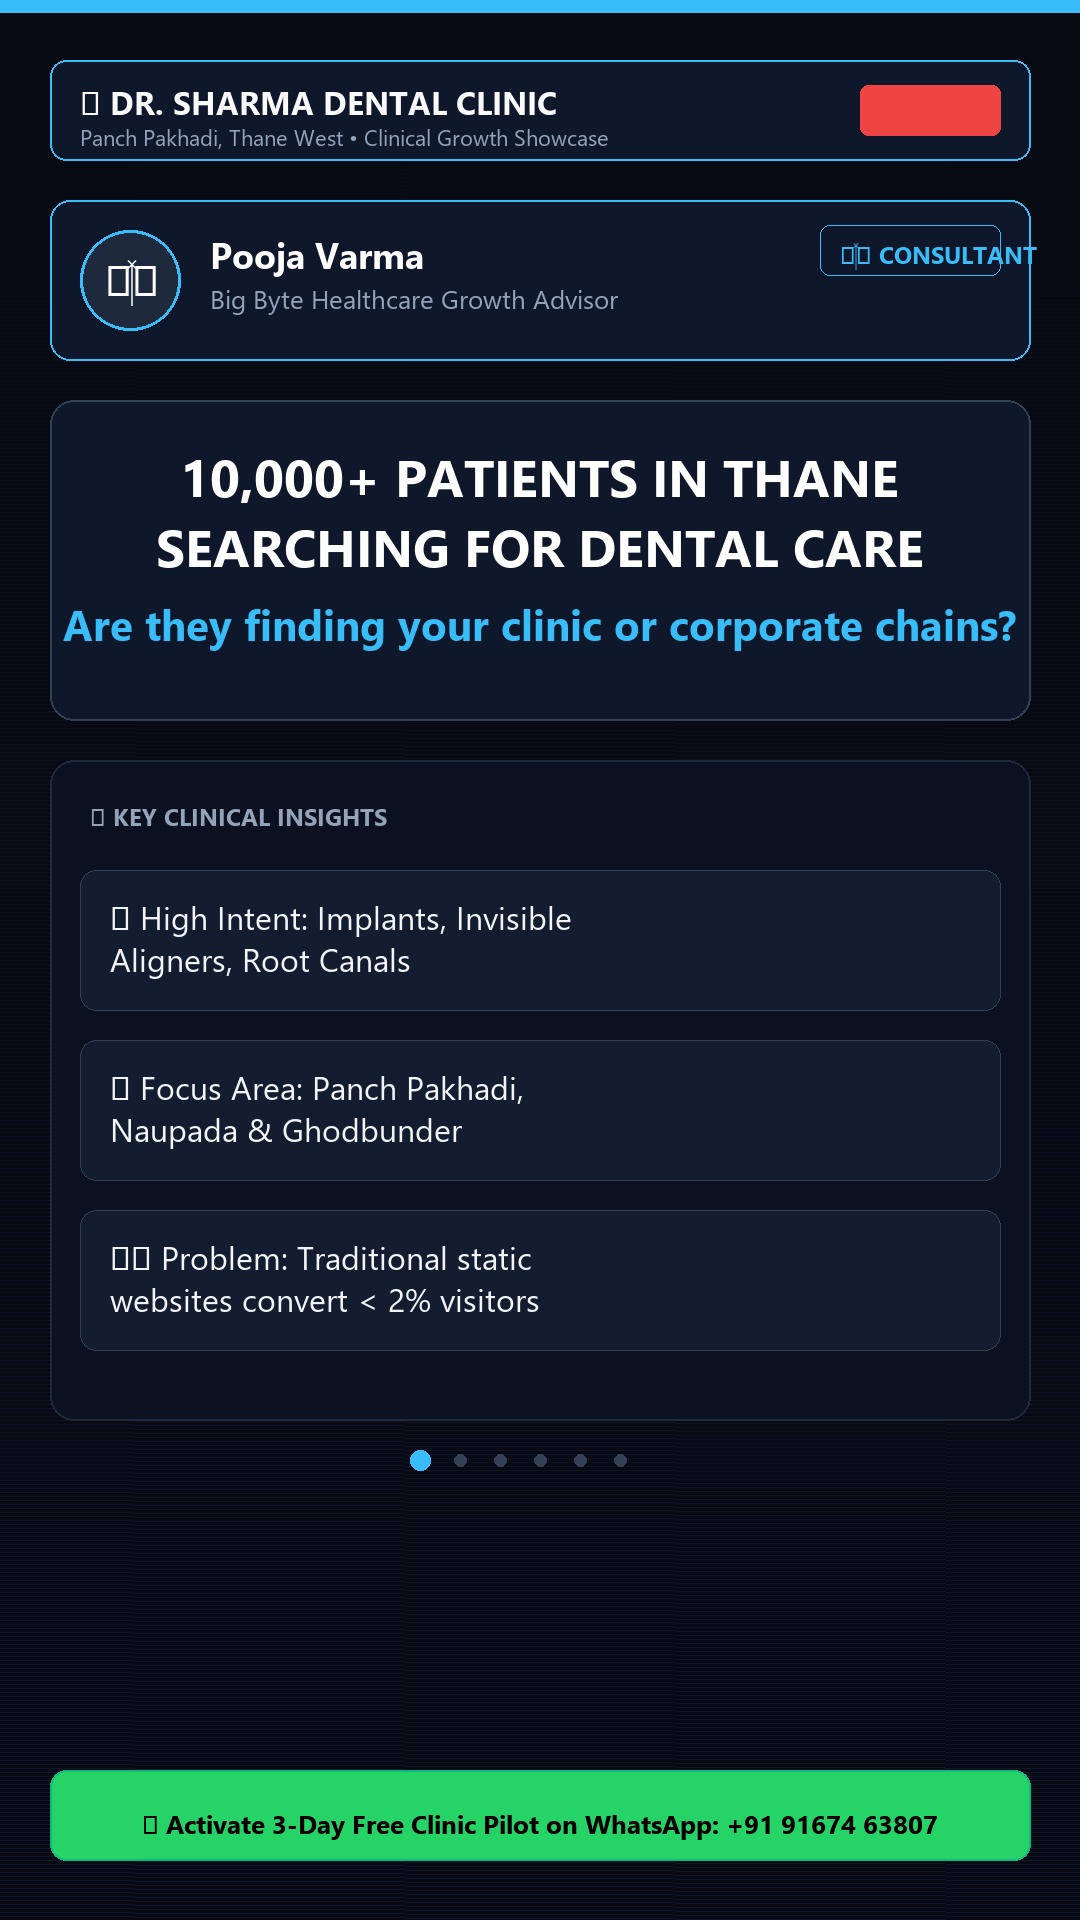 DR. SHARMA DENTAL CLINIC
Panch Pakhadi, Thane West • Clinical Growth Showcase
Pooja Varma
CONSULTANT
Big Byte Healthcare Growth Advisor
10,000+ PATIENTS IN THANE
SEARCHING FOR DENTAL CARE
Are they finding your clinic or corporate chains?
KEY CLINICAL INSIGHTS
High Intent: Implants, Invisible
Aligners, Root Canals
Focus Area: Panch Pakhadi,
Naupada & Ghodbunder
Problem: Traditional static
websites convert < 2% visitors
Activate 3-Day Free Clinic Pilot on WhatsApp: +91 91674 63807